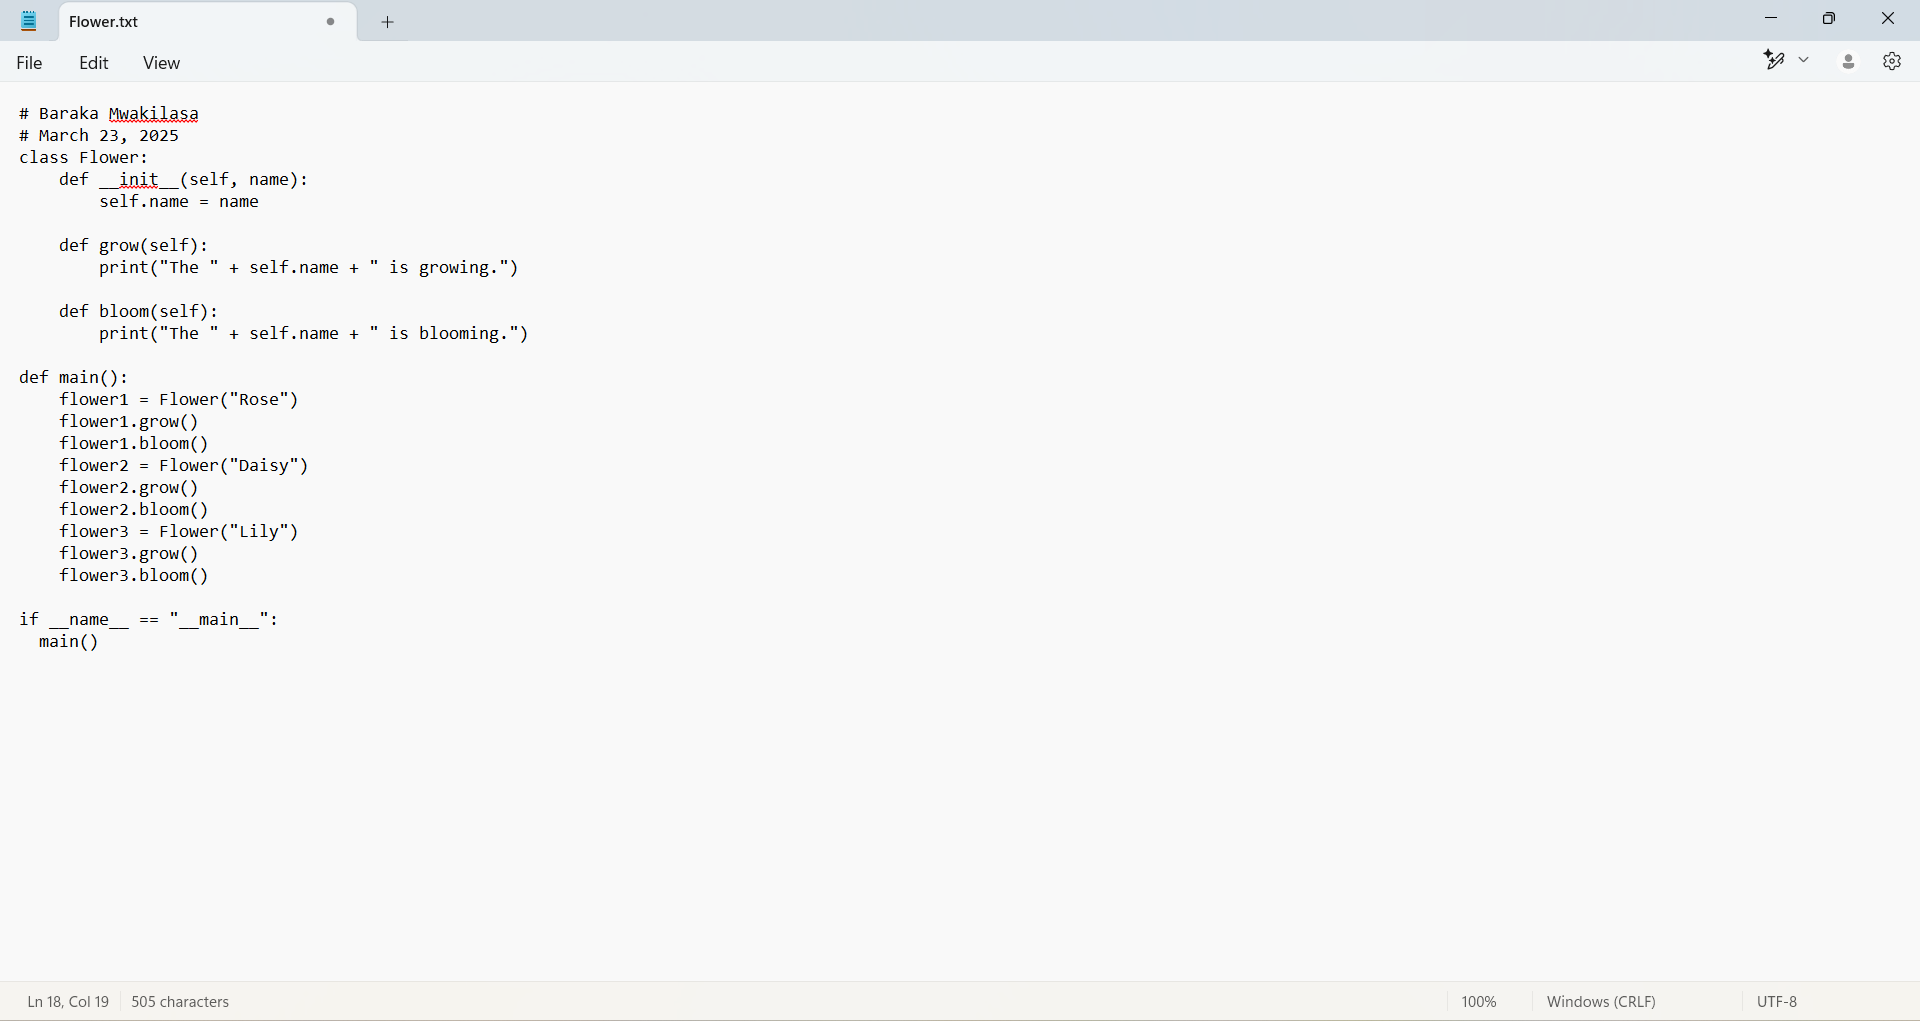 Flower.txt
File Edit View
# Baraka Mwakilasa
# March 23, 2025
class Flower:
    def __init__(self, name):
        self.name = name

    def grow(self):
        print("The " + self.name + " is growing.")

    def bloom(self):
        print("The " + self.name + " is blooming.")

def main():
    flower1 = Flower("Rose")
    flower1.grow()
    flower1.bloom()
    flower2 = Flower("Daisy")
    flower2.grow()
    flower2.bloom()
    flower3 = Flower("Lily")
    flower3.grow()
    flower3.bloom()

if __name__ == "__main__":
  main()
Ln 18, Col 19 505 characters 100% Windows (CRLF) UTF-8